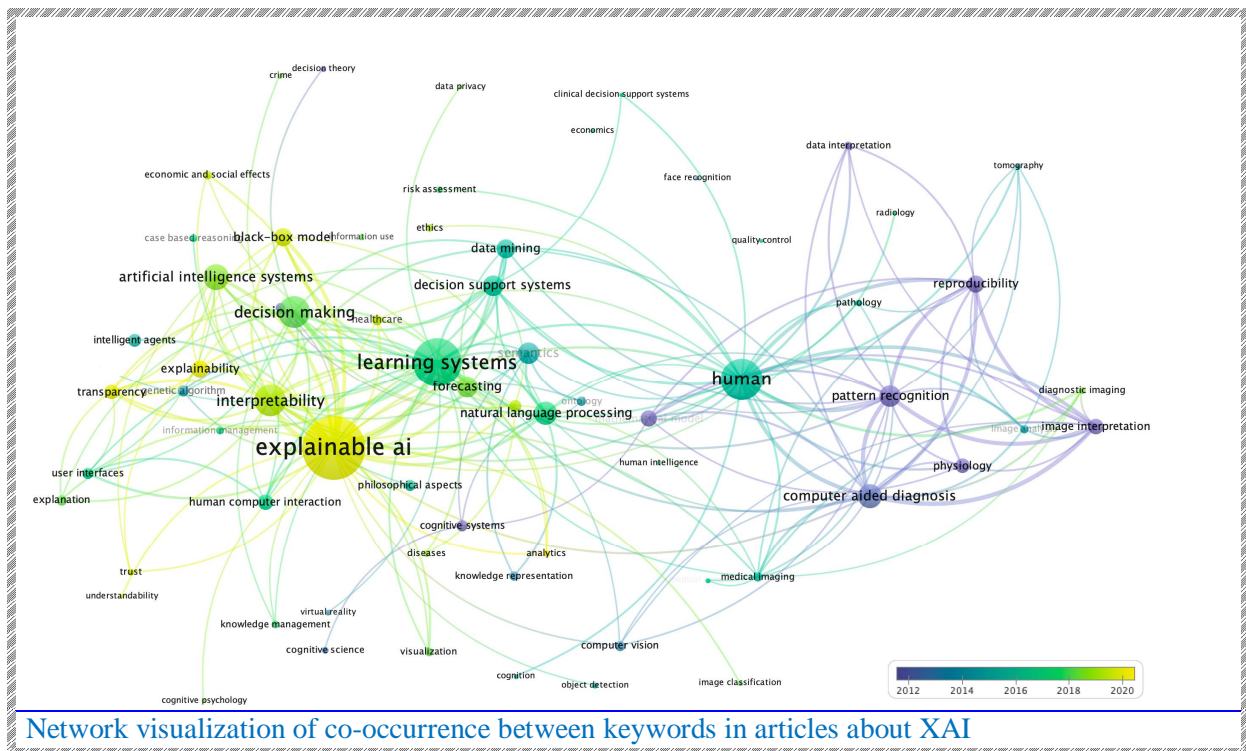 decision theory
crime
data privacy
clinical decision support systems
economics
data interpretation
tomography
economic and social effects
face recognition
risk assessment
radiology
ethics
case based reasoning
black-box model
information use
quality control
data mining
artificial intelligence systems
decision support systems
reproducibility
pathology
decision making
healthcare
intelligent agents
semantics
learning systems
explainability
human
forecasting
transparency
genetic algorithm
diagnostic imaging
pattern recognition
interpretability
ontology
natural language processing
mathematical model
image interpretation
information management
image analysis
explainable ai
human intelligence
physiology
user interfaces
philosophical aspects
computer aided diagnosis
explanation
human computer interaction
cognitive systems
diseases
analytics
trust
knowledge representation
medical imaging
understandability
virtual reality
knowledge management
computer vision
cognitive science
visualization
cognition
object detection
image classification
cognitive psychology
2012 2014 2016 2018 2020
Network visualization of co-occurrence between keywords in articles about XAI